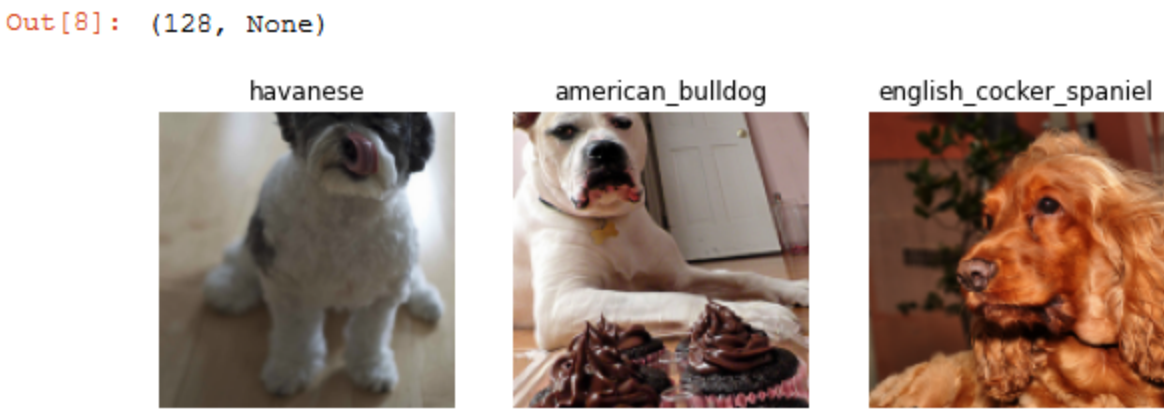 Out[8]: (128, None)
havanese
american_bulldog
english_cocker_spaniel